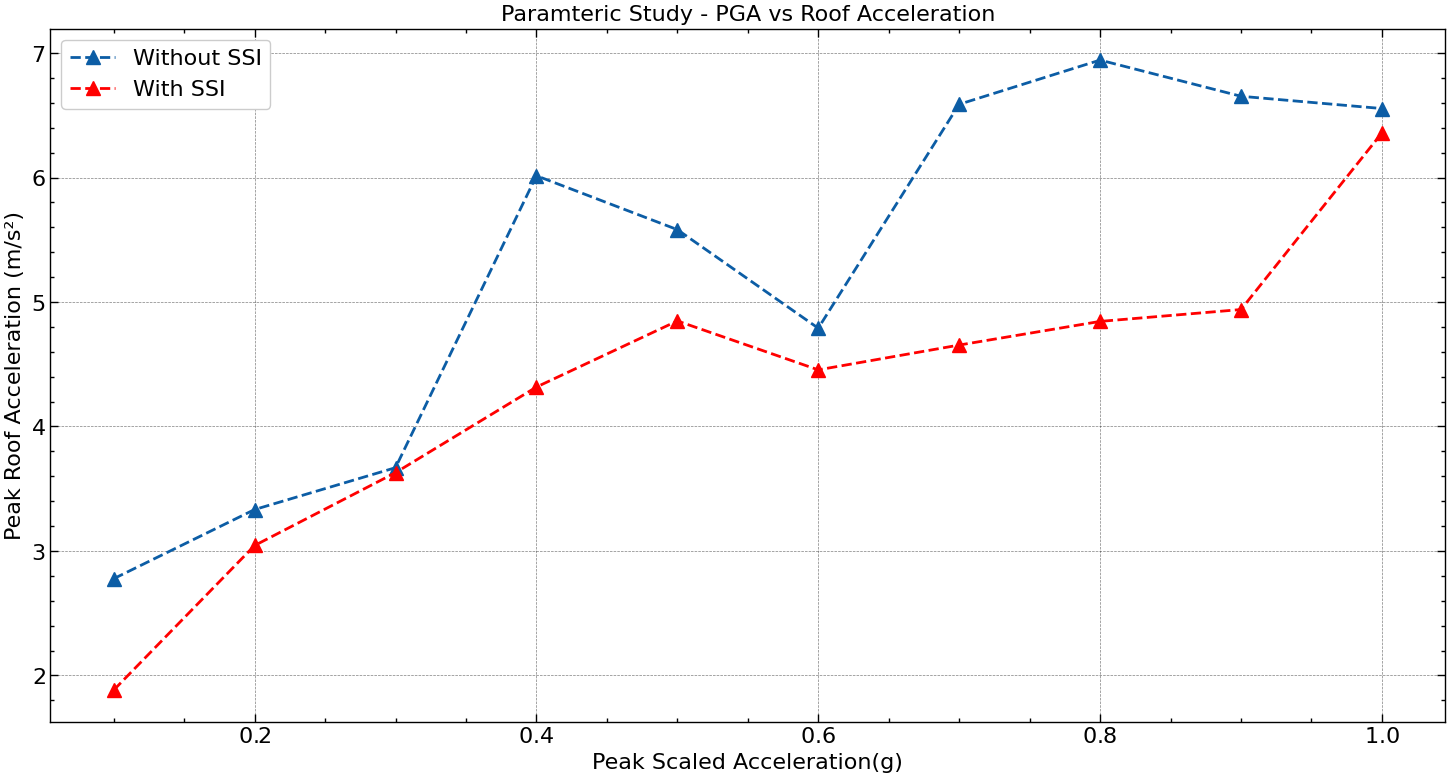 Paramteric Study - PGA vs Roof Acceleration
Without SSI
With SSI
Peak Roof Acceleration (m/s²)
7
6
5
4
3
2
0.2
0.4
0.6
0.8
1.0
Peak Scaled Acceleration(g)